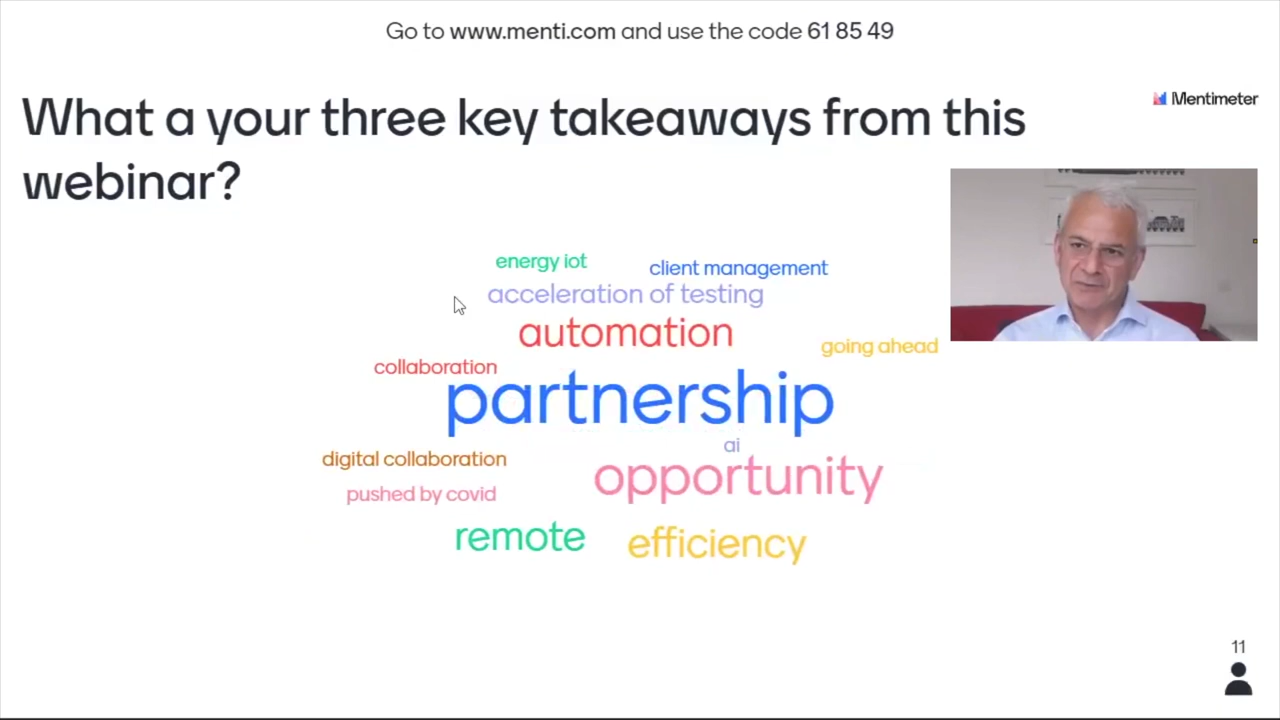 Go to www.menti.com and use the code 61 85 49
What a your three key takeaways from this
webinar?
Mentimeter
energy iot
client management
acceleration of testing
automation
going ahead
collaboration
partnership
ai
digital collaboration
opportunity
pushed by covid
remote
efficiency
11